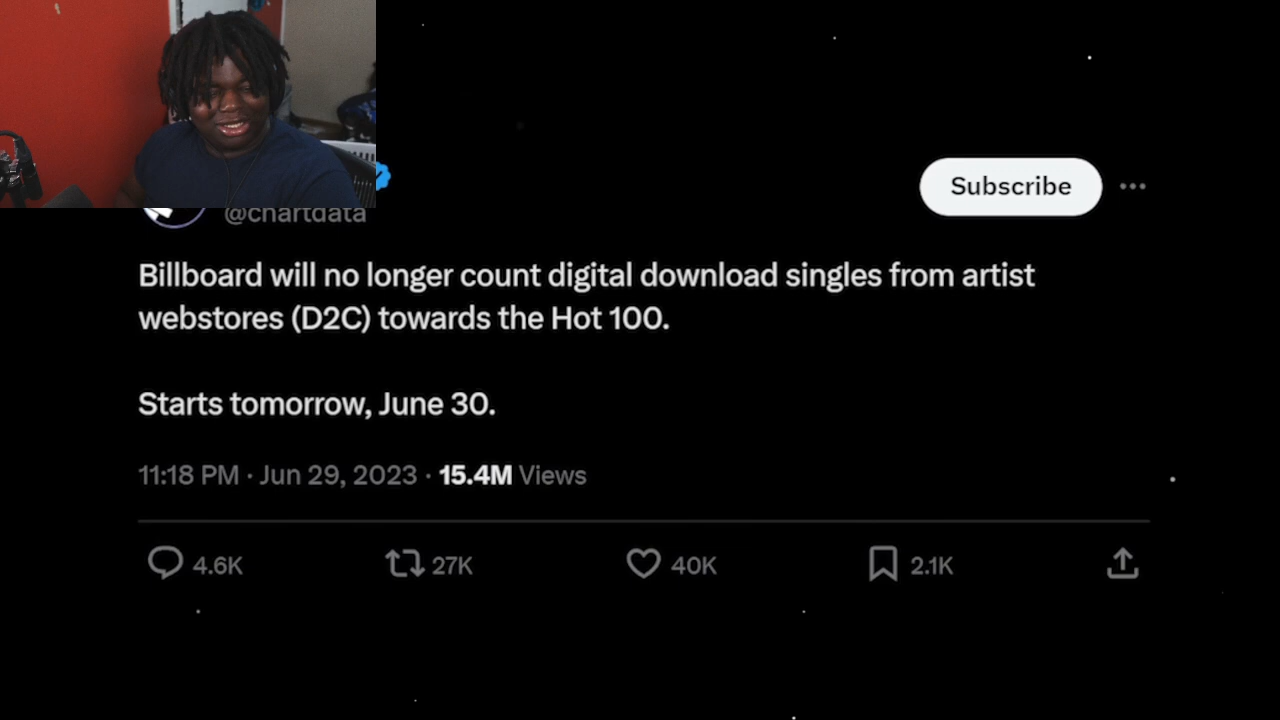 Subscribe
@chartdata
Billboard will no longer count digital download singles from artist
webstores (D2C) towards the Hot 100.
Starts tomorrow, June 30.
11:18 PM · Jun 29, 2023 · 15.4M Views
4.6K 27K 40K 2.1K